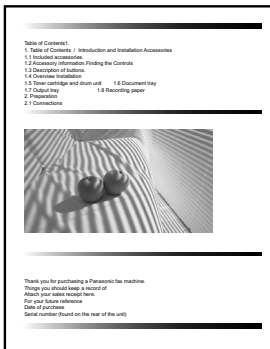 Table of Contents1.
1. Table of Contents / Introduction and Installation Accessories
1.1 Included accessories.
1.2 Accessory information.Finding the Controls
1.3 Description of buttons.
1.4 Overview Installation
1.5 Toner cartridge and drum unit 1.6 Document tray
1.7 Output tray 1.8 Recording paper
2. Preparation
2.1 Connections
Thank you for purchasing a Panasonic fax machine.
Things you should keep a record of
Attach your sales receipt here.
For your future reference
Date of purchase
Serial number (found on the rear of the unit)